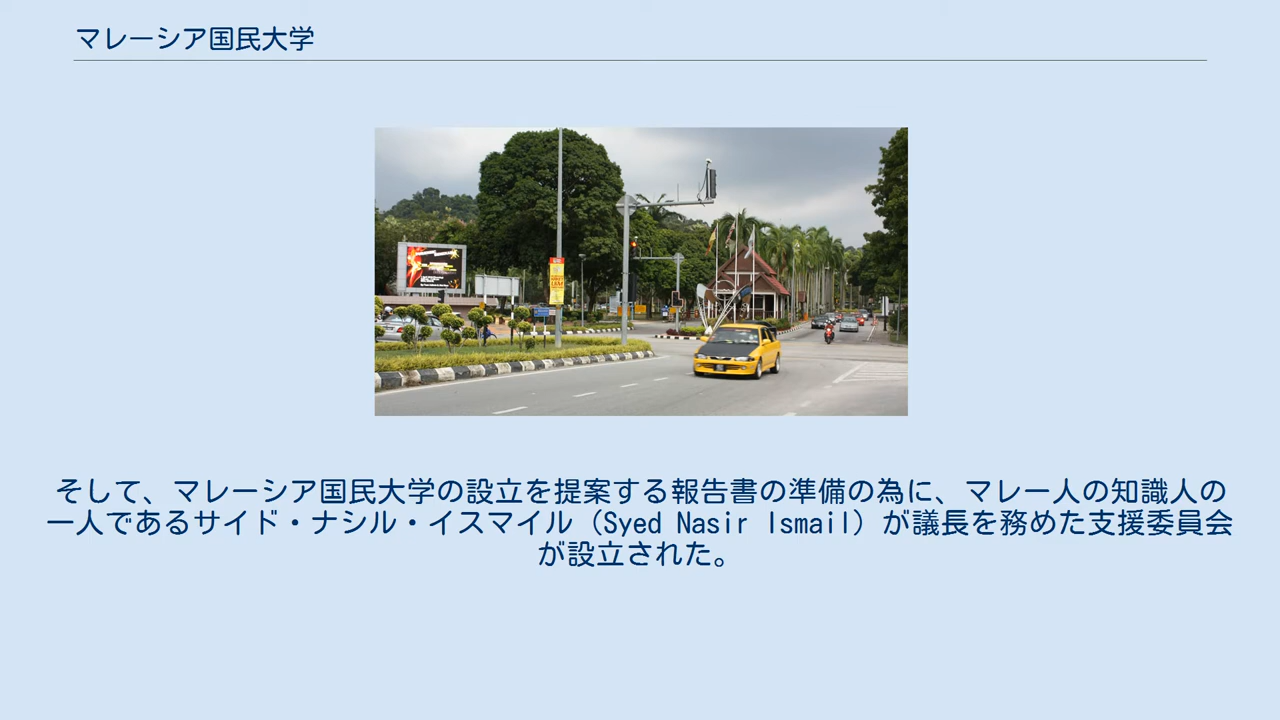 マレーシア国民大学
そして、マレーシア国民大学の設立を提案する報告書の準備の為に、マレー人の知識人の
一人であるサイド・ナシル・イスマイル（Syed Nasir Ismail）が議長を務めた支援委員会
が設立された。